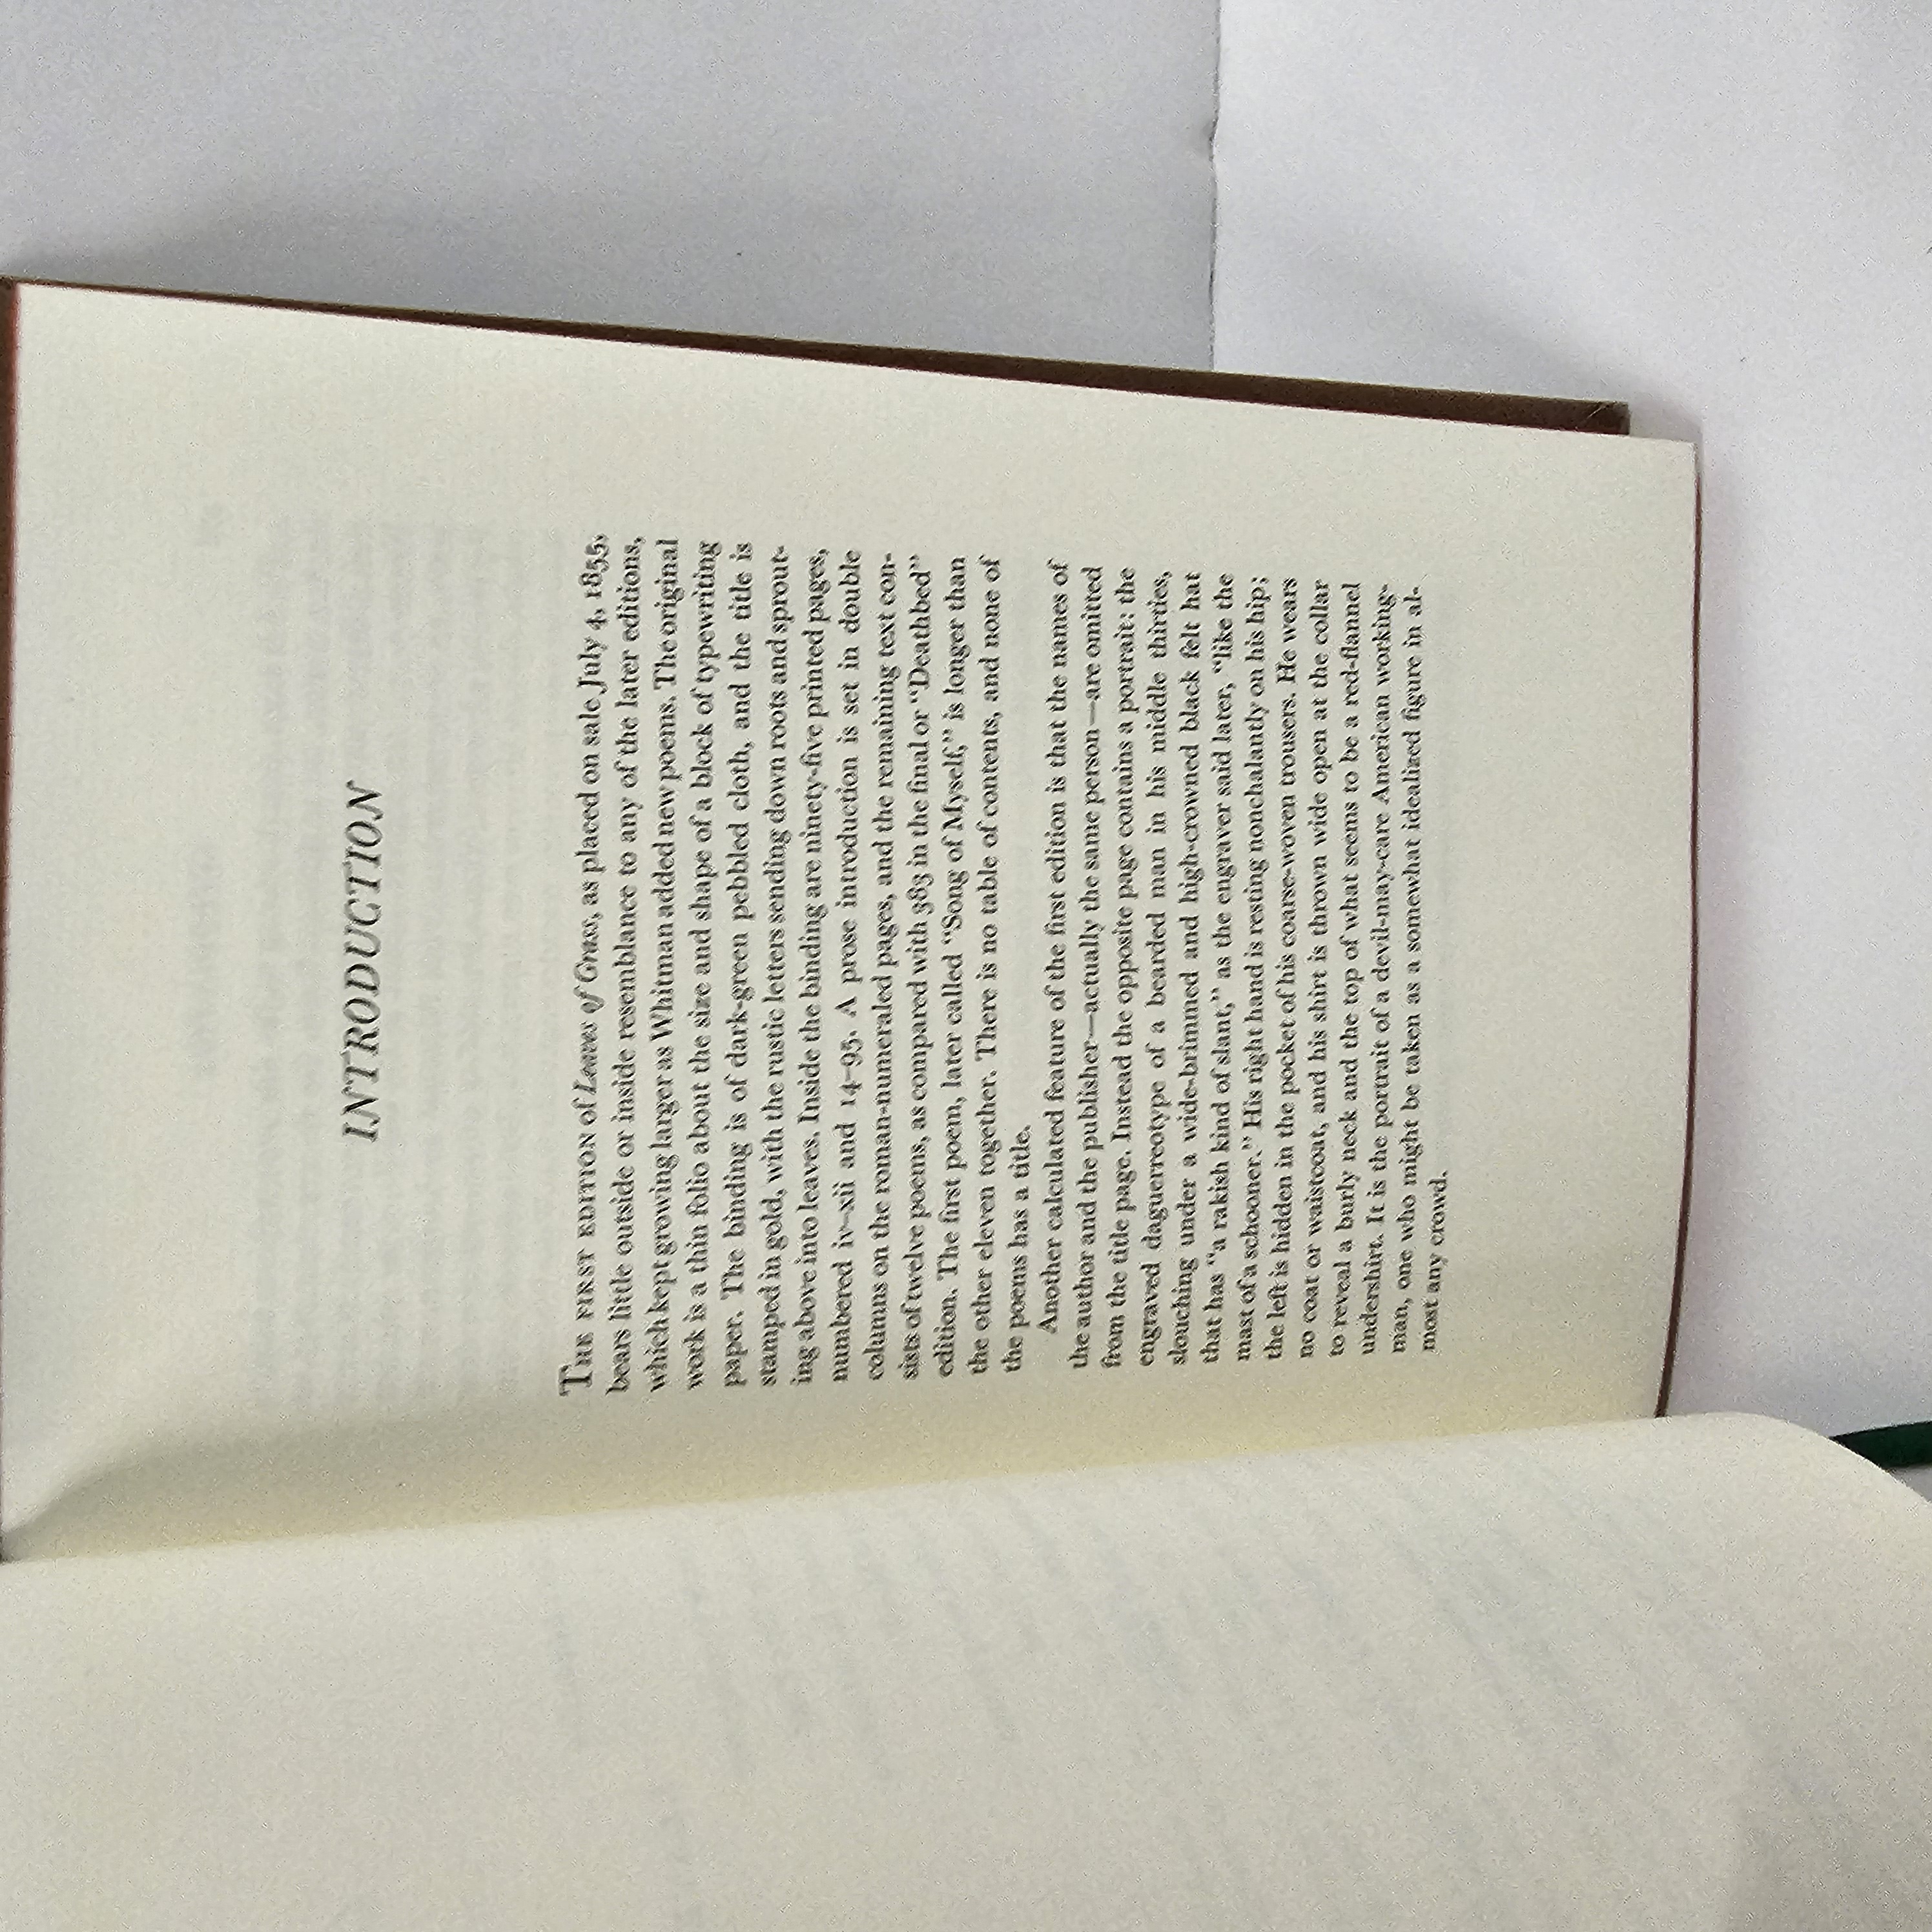 INTRODUCTION
THE FIRST EDITION of Leaves of Grass, as placed on sale July 4, 1855,
bears little outside or inside resemblance to any of the later editions,
which kept growing larger as Whitman added new poems. The original
work is a thin folio about the size and shape of a block of typewriting
paper. The binding is of dark-green pebbled cloth, and the title is
stamped in gold, with the rustic letters sending down roots and sprout-
ing above into leaves. Inside the binding are ninety-five printed pages,
numbered iv–xii and 14–95. A prose introduction is set in double
columns on the roman-numeraled pages, and the remaining text con-
sists of twelve poems, as compared with 383 in the final or “Deathbed”
edition. The first poem, later called “Song of Myself,” is longer than
the other eleven together. There is no table of contents, and none of
the poems has a title.
Another calculated feature of the first edition is that the names of
the author and the publisher—actually the same person—are omitted
from the title page. Instead the opposite page contains a portrait: the
engraved daguerreotype of a bearded man in his middle thirties,
slouching under a wide-brimmed and high-crowned black felt hat
that has “a rakish kind of slant,” as the engraver said later, “like the
mast of a schooner.” His right hand is resting nonchalantly on his hip;
the left is hidden in the pocket of his coarse-woven trousers. He wears
no coat or waistcoat, and his shirt is thrown wide open at the collar
to reveal a burly neck and the top of what seems to be a red-flannel
undershirt. It is the portrait of a devil-may-care American working-
man, one who might be taken as a somewhat idealized figure in al-
most any crowd.